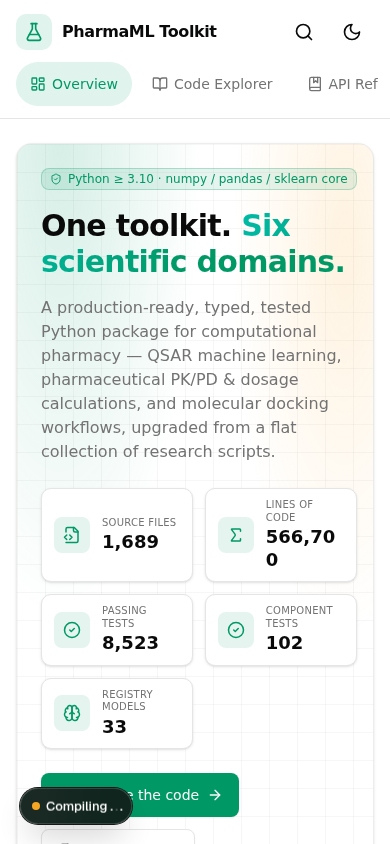 PharmaML Toolkit
Overview
Code Explorer
API Ref
Python ≥ 3.10 · numpy / pandas / sklearn core
One toolkit. Six
scientific domains.
A production-ready, typed, tested
Python package for computational
pharmacy — QSAR machine learning,
pharmaceutical PK/PD & dosage
calculations, and molecular docking
workflows, upgraded from a flat
collection of research scripts.
SOURCE FILES
1,689
LINES OF
CODE
566,70
0
PASSING
TESTS
8,523
COMPONENT
TESTS
102
REGISTRY
MODELS
33
the code
Compiling ...